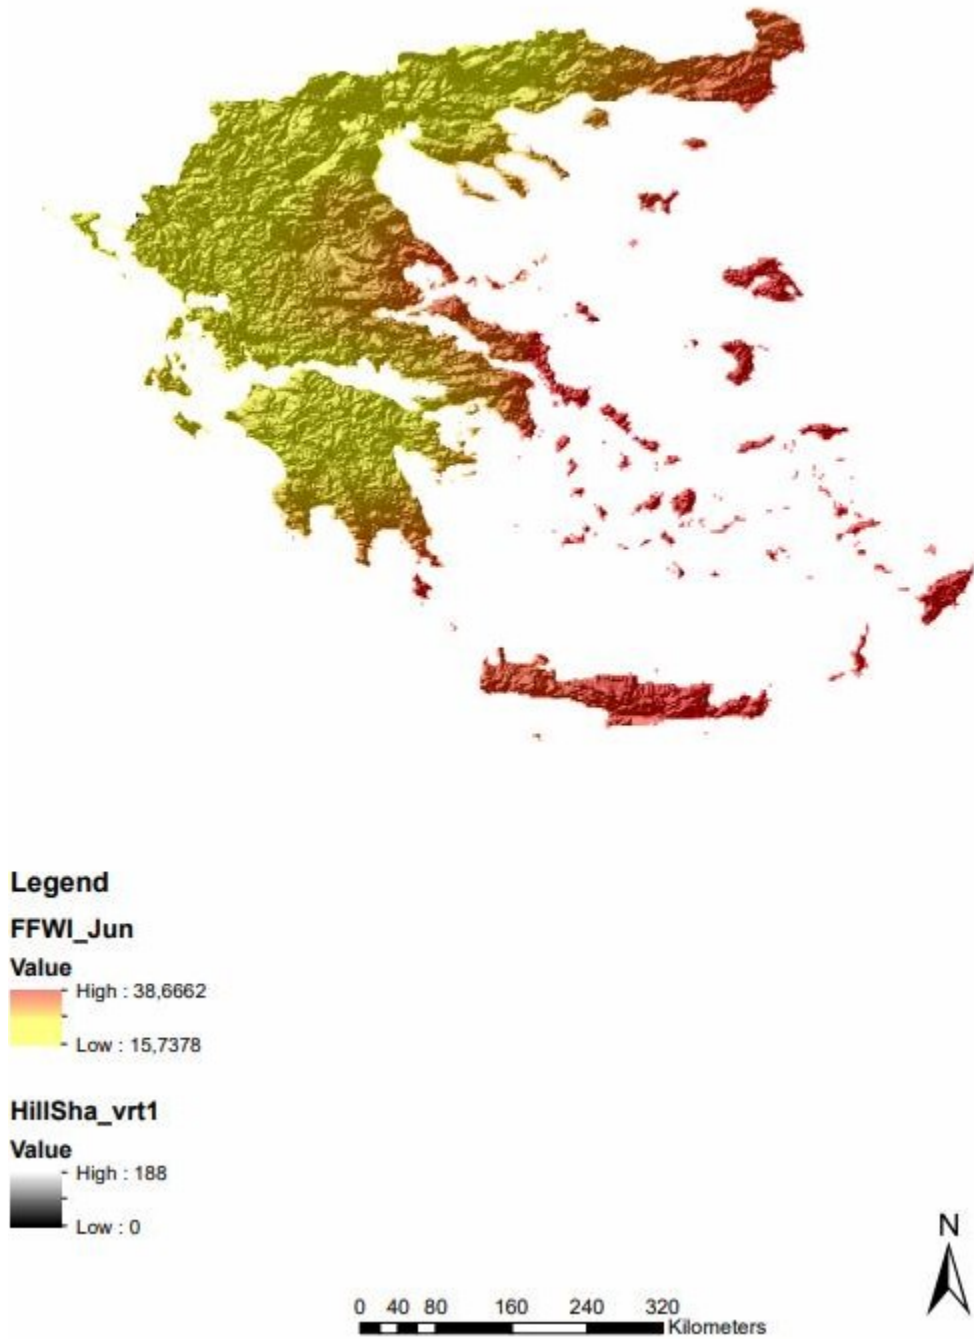 Legend
FFWI_Jun
Value
High : 38,6662
Low : 15,7378
HillSha_vrt1
Value
High : 188
Low : 0
N
0 40 80 160 240 320
Kilometers